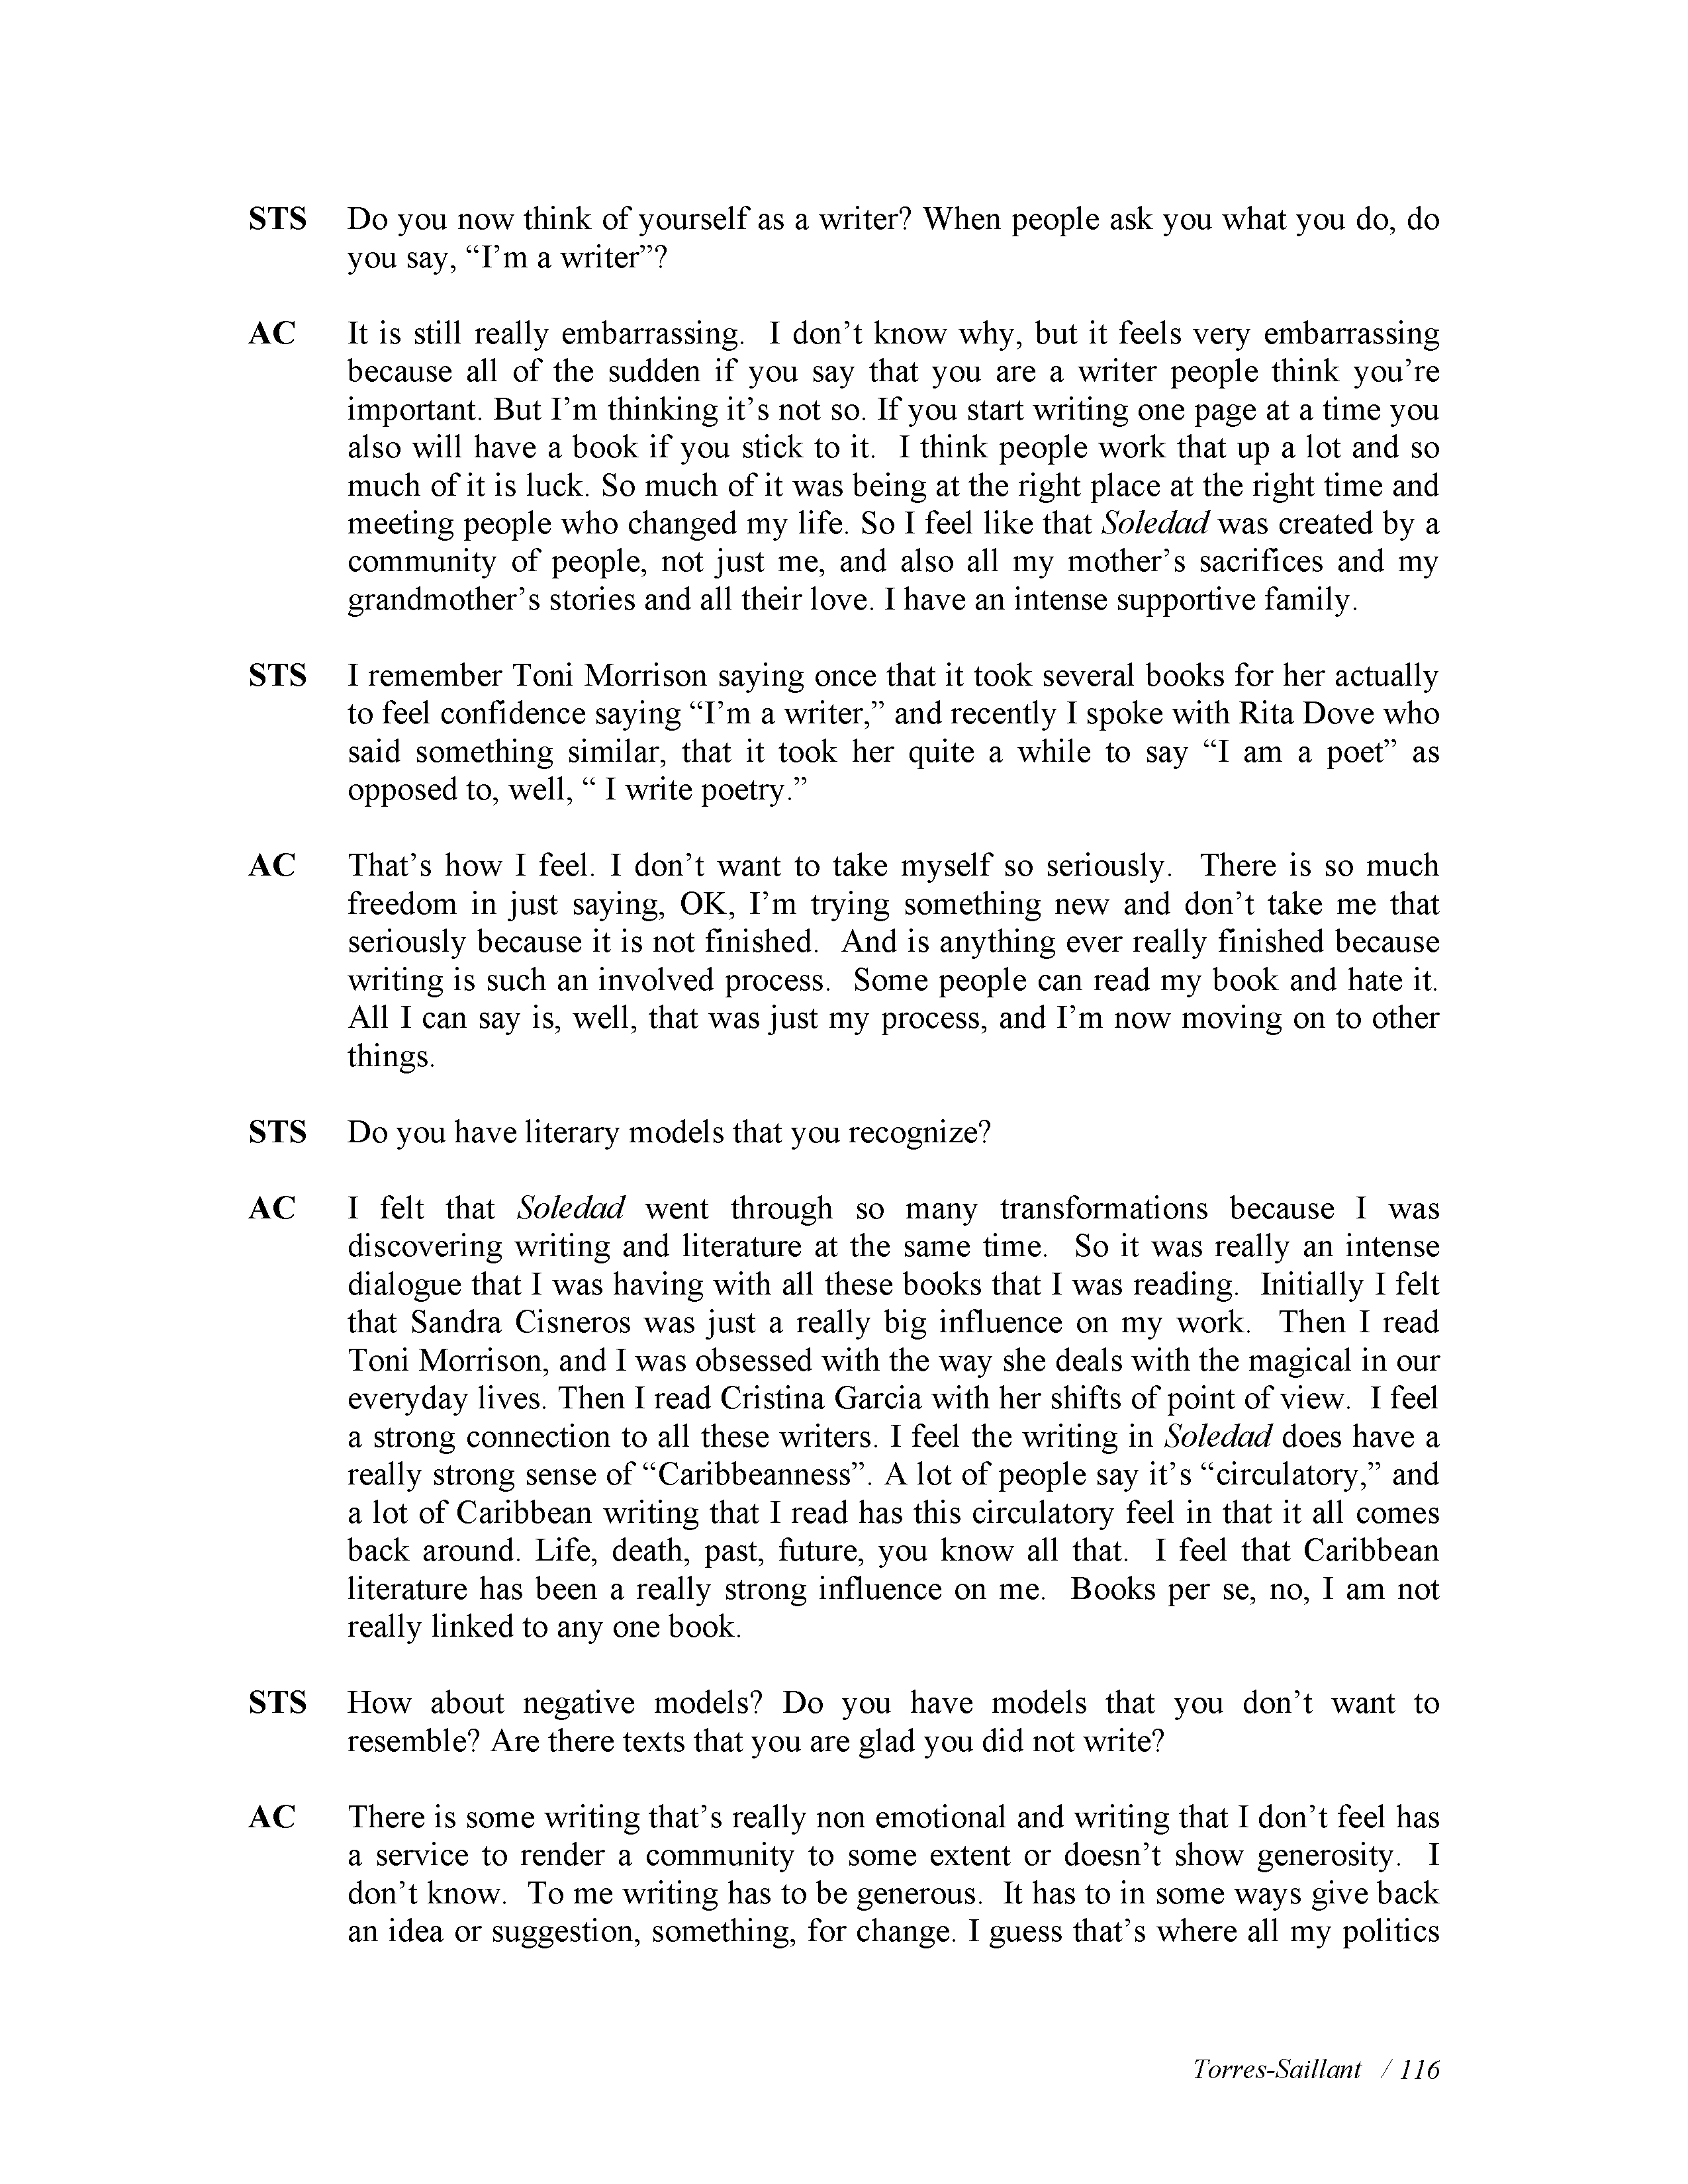 STS Do you now think of yourself as a writer? When people ask you what you do, do
you say, “I’m a writer”?
AC It is still really embarrassing.  I don’t know why, but it feels very embarrassing
because all of the sudden if you say that you are a writer people think you’re
important. But I’m thinking it’s not so. If you start writing one page at a time you
also will have a book if you stick to it.  I think people work that up a lot and so
much of it is luck. So much of it was being at the right place at the right time and
meeting people who changed my life. So I feel like that Soledad was created by a
community of people, not just me, and also all my mother’s sacrifices and my
grandmother’s stories and all their love. I have an intense supportive family.
STS I remember Toni Morrison saying once that it took several books for her actually
to feel confidence saying “I’m a writer,” and recently I spoke with Rita Dove who
said something similar, that it took her quite a while to say “I am a poet” as
opposed to, well, “ I write poetry.”
AC That’s how I feel. I don’t want to take myself so seriously.  There is so much
freedom in just saying, OK, I’m trying something new and don’t take me that
seriously because it is not finished.  And is anything ever really finished because
writing is such an involved process.  Some people can read my book and hate it.
All I can say is, well, that was just my process, and I’m now moving on to other
things.
STS Do you have literary models that you recognize?
AC I felt that Soledad went through so many transformations because I was
discovering writing and literature at the same time.  So it was really an intense
dialogue that I was having with all these books that I was reading.  Initially I felt
that Sandra Cisneros was just a really big influence on my work.  Then I read
Toni Morrison, and I was obsessed with the way she deals with the magical in our
everyday lives. Then I read Cristina Garcia with her shifts of point of view.  I feel
a strong connection to all these writers. I feel the writing in Soledad does have a
really strong sense of “Caribbeanness”. A lot of people say it’s “circulatory,” and
a lot of Caribbean writing that I read has this circulatory feel in that it all comes
back around. Life, death, past, future, you know all that.  I feel that Caribbean
literature has been a really strong influence on me.  Books per se, no, I am not
really linked to any one book.
STS How about negative models? Do you have models that you don’t want to
resemble? Are there texts that you are glad you did not write?
AC There is some writing that’s really non emotional and writing that I don’t feel has
a service to render a community to some extent or doesn’t show generosity.  I
don’t know.  To me writing has to be generous.  It has to in some ways give back
an idea or suggestion, something, for change. I guess that’s where all my politics
Torres-Saillant / 116